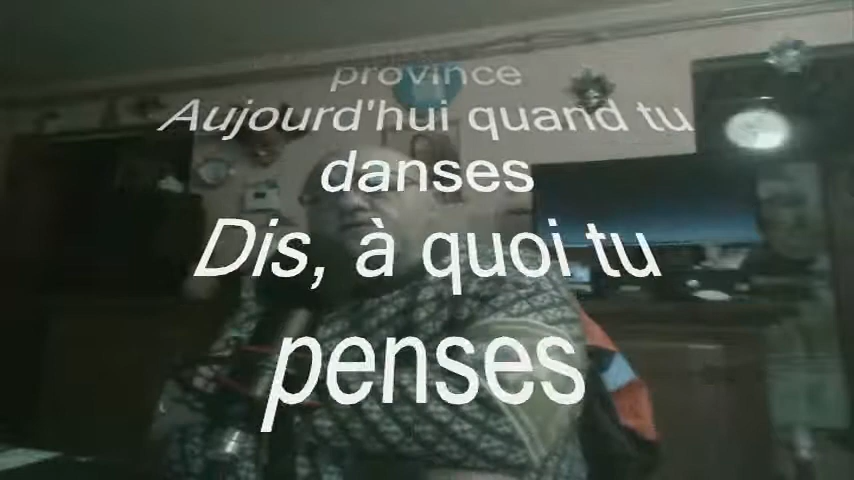 province
Aujourd'hui quand tu
danses
Dis, à quoi tu
penses